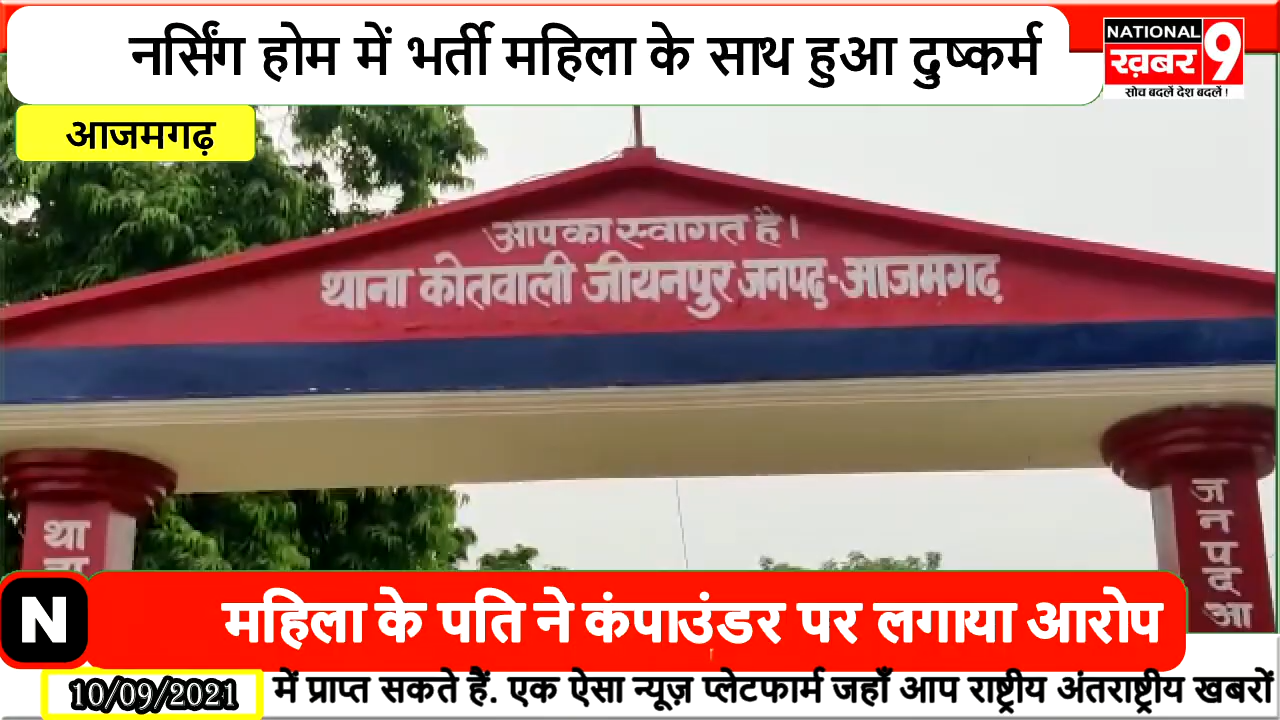 नर्सिंग होम में भर्ती महिला के साथ हुआ दुष्कर्म
NATIONAL
ख़बर 9
सोच बदलें देश बदलें !
आजमगढ़
आपका स्वागत है।
थाना कोतवाली जीयनपुर जनपद-आजमगढ़
था
जनपद आ
N
महिला के पति ने कंपाउंडर पर लगाया आरोप
10/09/2021
में प्राप्त सकते हैं. एक ऐसा न्यूज़ प्लेटफार्म जहाँ आप राष्ट्रीय अंतराष्ट्रीय खबरों